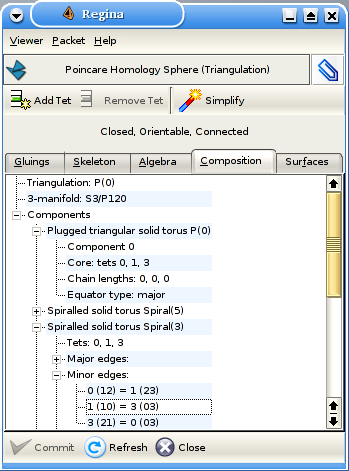 Regina
Viewer Packet Help
Poincare Homology Sphere (Triangulation)
Add Tet Remove Tet Simplify
Closed, Orientable, Connected
Gluings Skeleton Algebra Composition Surfaces
Triangulation: P(0)
3-manifold: S3/P120
Components
Plugged triangular solid torus P(0)
Component 0
Core: tets 0, 1, 3
Chain lengths: 0, 0, 0
Equator type: major
Spiralled solid torus Spiral(5)
Spiralled solid torus Spiral(3)
Tets: 0, 1, 3
Major edges:
Minor edges:
0 (12) = 1 (23)
1 (10) = 3 (03)
3 (21) = 0 (03)
Commit Refresh Close